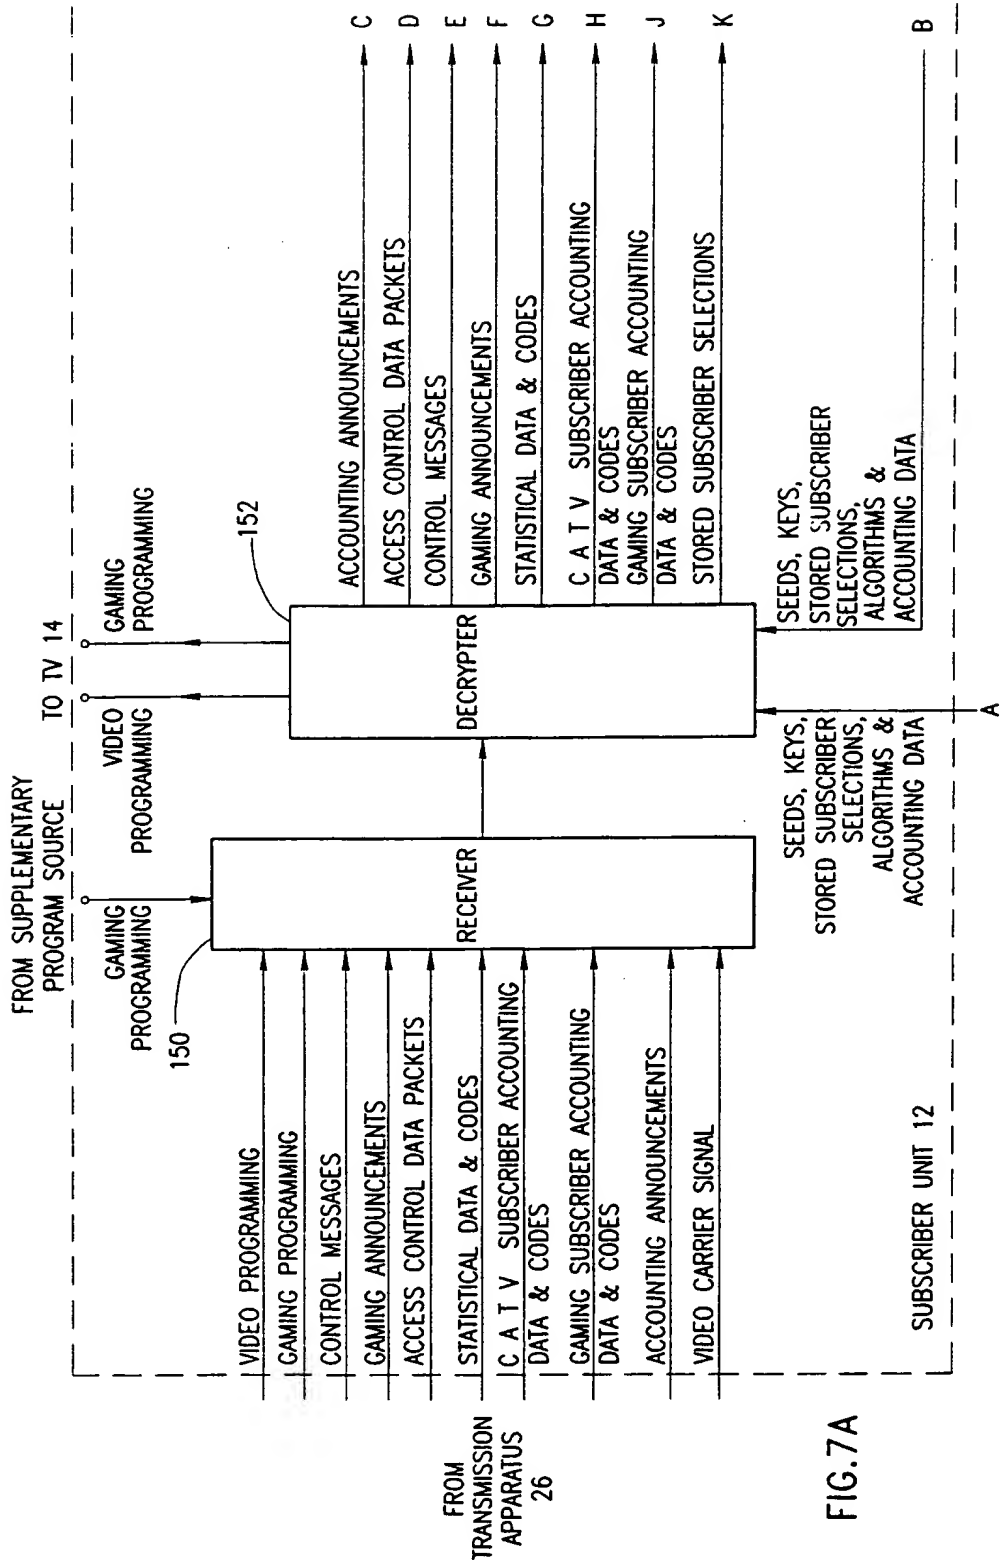 FROM SUPPLEMENTARY
PROGRAM SOURCE
TO TV 14
GAMING
PROGRAMMING
VIDEO
PROGRAMMING
GAMING
PROGRAMMING
150
152
FROM
TRANSMISSION
APPARATUS
26
VIDEO PROGRAMMING
GAMING PROGRAMMING
CONTROL MESSAGES
GAMING ANNOUNCEMENTS
ACCESS CONTROL DATA PACKETS
STATISTICAL DATA & CODES
C A T V SUBSCRIBER ACCOUNTING
DATA & CODES
GAMING SUBSCRIBER ACCOUNTING
DATA & CODES
ACCOUNTING ANNOUNCEMENTS
VIDEO CARRIER SIGNAL
RECEIVER
DECRYPTER
ACCOUNTING ANNOUNCEMENTS
C
ACCESS CONTROL DATA PACKETS
D
CONTROL MESSAGES
E
GAMING ANNOUNCEMENTS
F
STATISTICAL DATA & CODES
G
C A T V SUBSCRIBER ACCOUNTING
DATA & CODES
H
GAMING SUBSCRIBER ACCOUNTING
DATA & CODES
J
STORED SUBSCRIBER SELECTIONS
K
SEEDS, KEYS,
STORED SUBSCRIBER
SELECTIONS,
ALGORITHMS &
ACCOUNTING DATA
A
SEEDS, KEYS,
STORED SUBSCRIBER
SELECTIONS,
ALGORITHMS &
ACCOUNTING DATA
B
SUBSCRIBER UNIT 12
FIG.7A